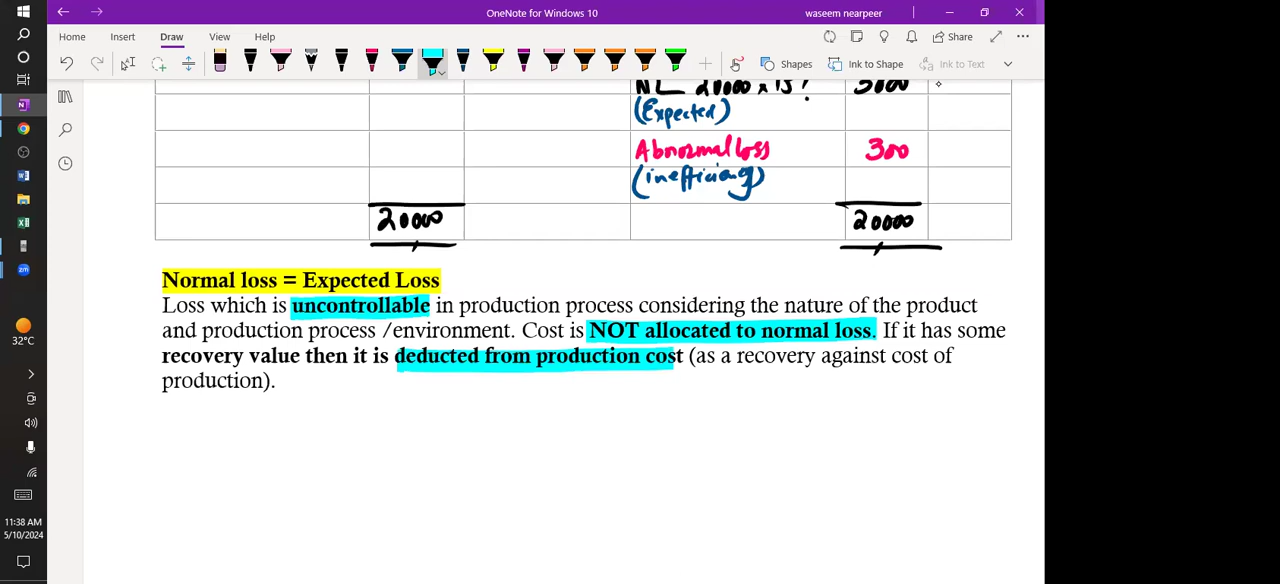 OneNote for Windows 10
waseem nearpeer
Home Insert Draw View Help
Share
Shapes Ink to Shape Ink to Text
NL 20000 x 15% 3000
(Expected)
Abnormal loss 300
(inefficiency)
20000 20000
Normal loss = Expected Loss
Loss which is uncontrollable in production process considering the nature of the product
and production process /environment. Cost is NOT allocated to normal loss. If it has some
recovery value then it is deducted from production cost (as a recovery against cost of
production).
32°C
11:38 AM
5/10/2024